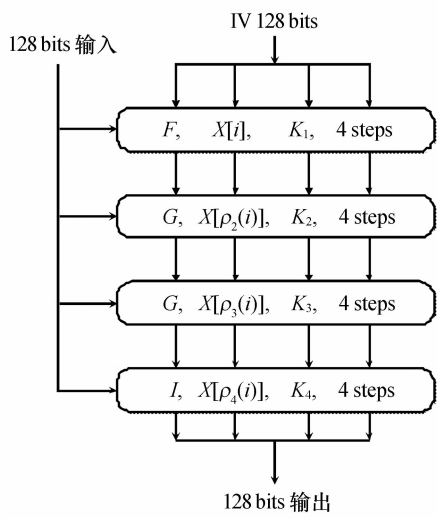 IV 128 bits
128 bits 输入
F, X[i], K₁, 4 steps
G, X[ρ₂(i)], K₂, 4 steps
G, X[ρ₃(i)], K₃, 4 steps
I, X[ρ₄(i)], K₄, 4 steps
128 bits 输出